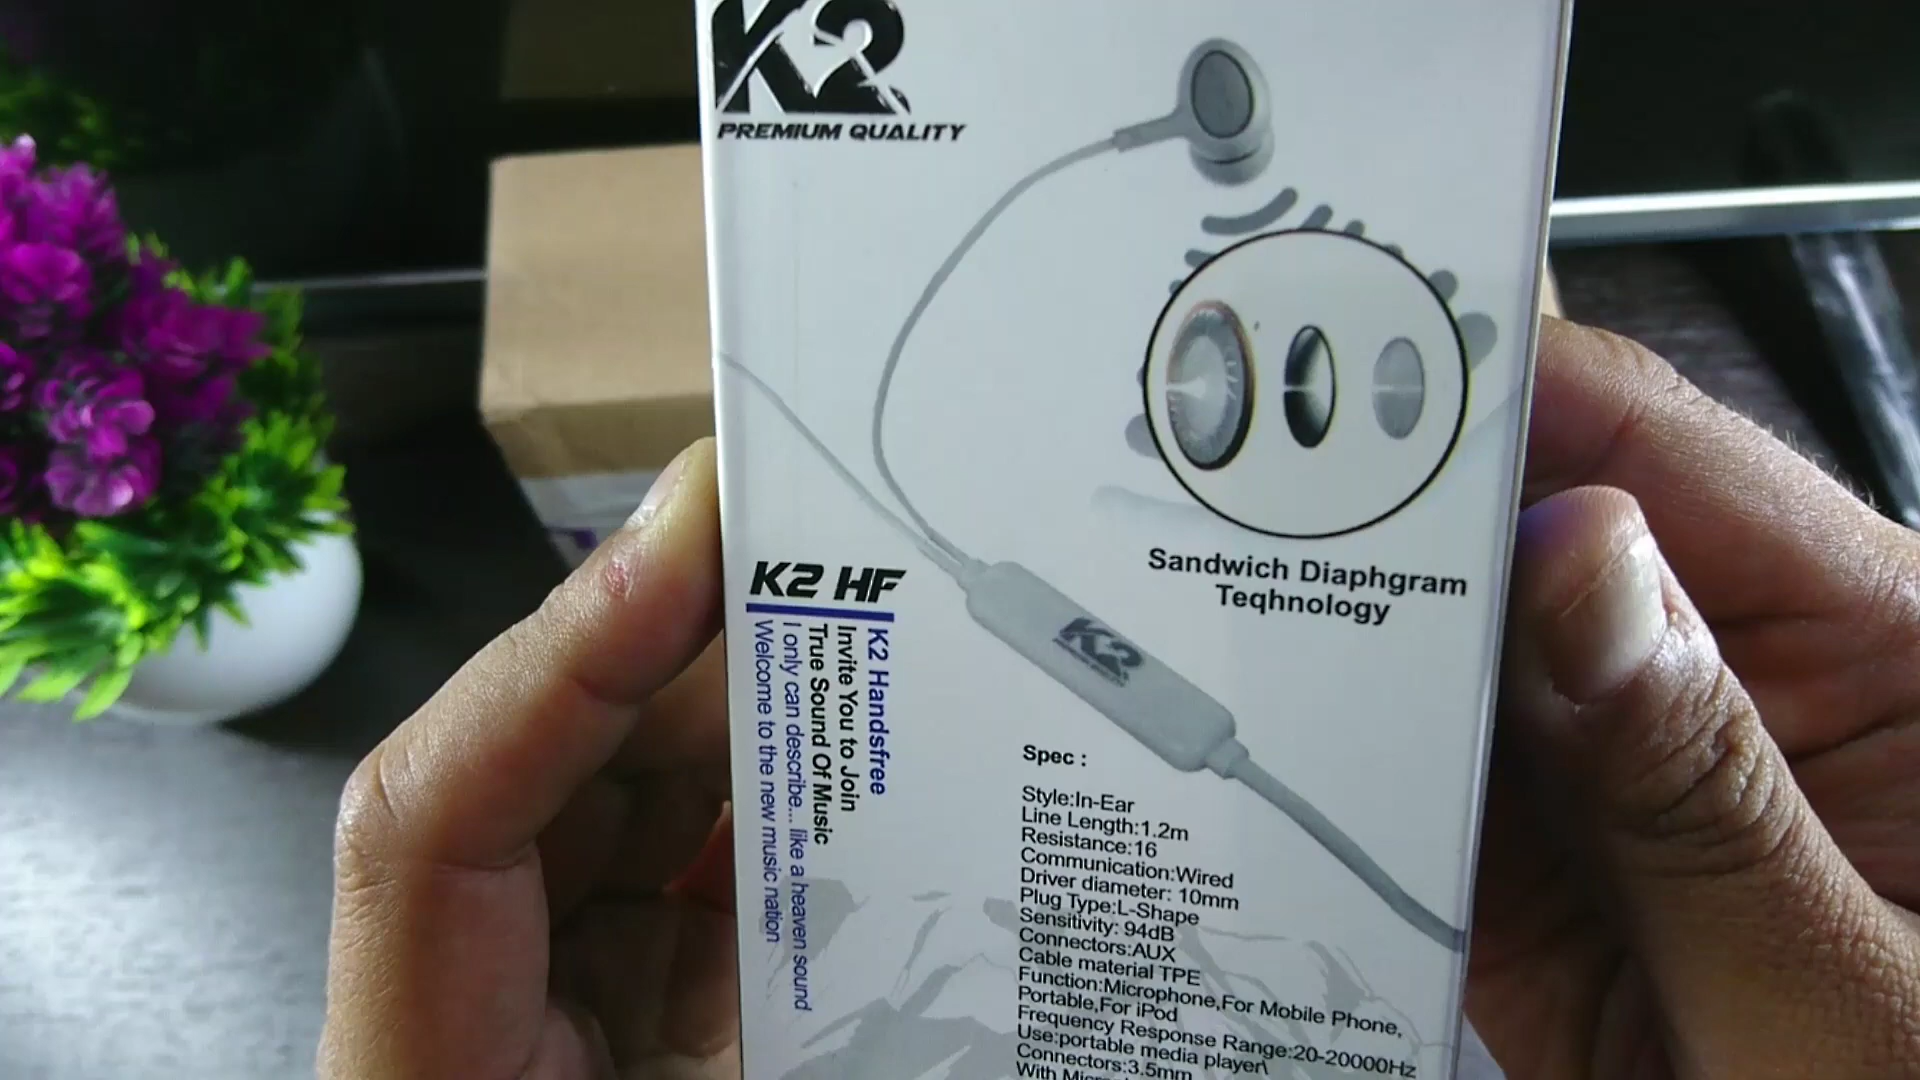 K2
PREMIUM QUALITY
Sandwich Diaphgram
Teqhnology
K2 HF
K2 Handsfree
Invite You to Join
True Sound Of Music
I only can describe... like a heaven sound
Welcome to the new music nation
K2
PREMIUM QUALITY
Spec :
Style:In-Ear
Line Length:1.2m
Resistance:16
Communication:Wired
Driver diameter: 10mm
Plug Type:L-Shape
Sensitivity: 94dB
Connectors:AUX
Cable material TPE
Function:Microphone,For Mobile Phone,
Portable,For iPod
Frequency Response Range:20-20000Hz
Use:portable media player\
Connectors:3.5mm
With